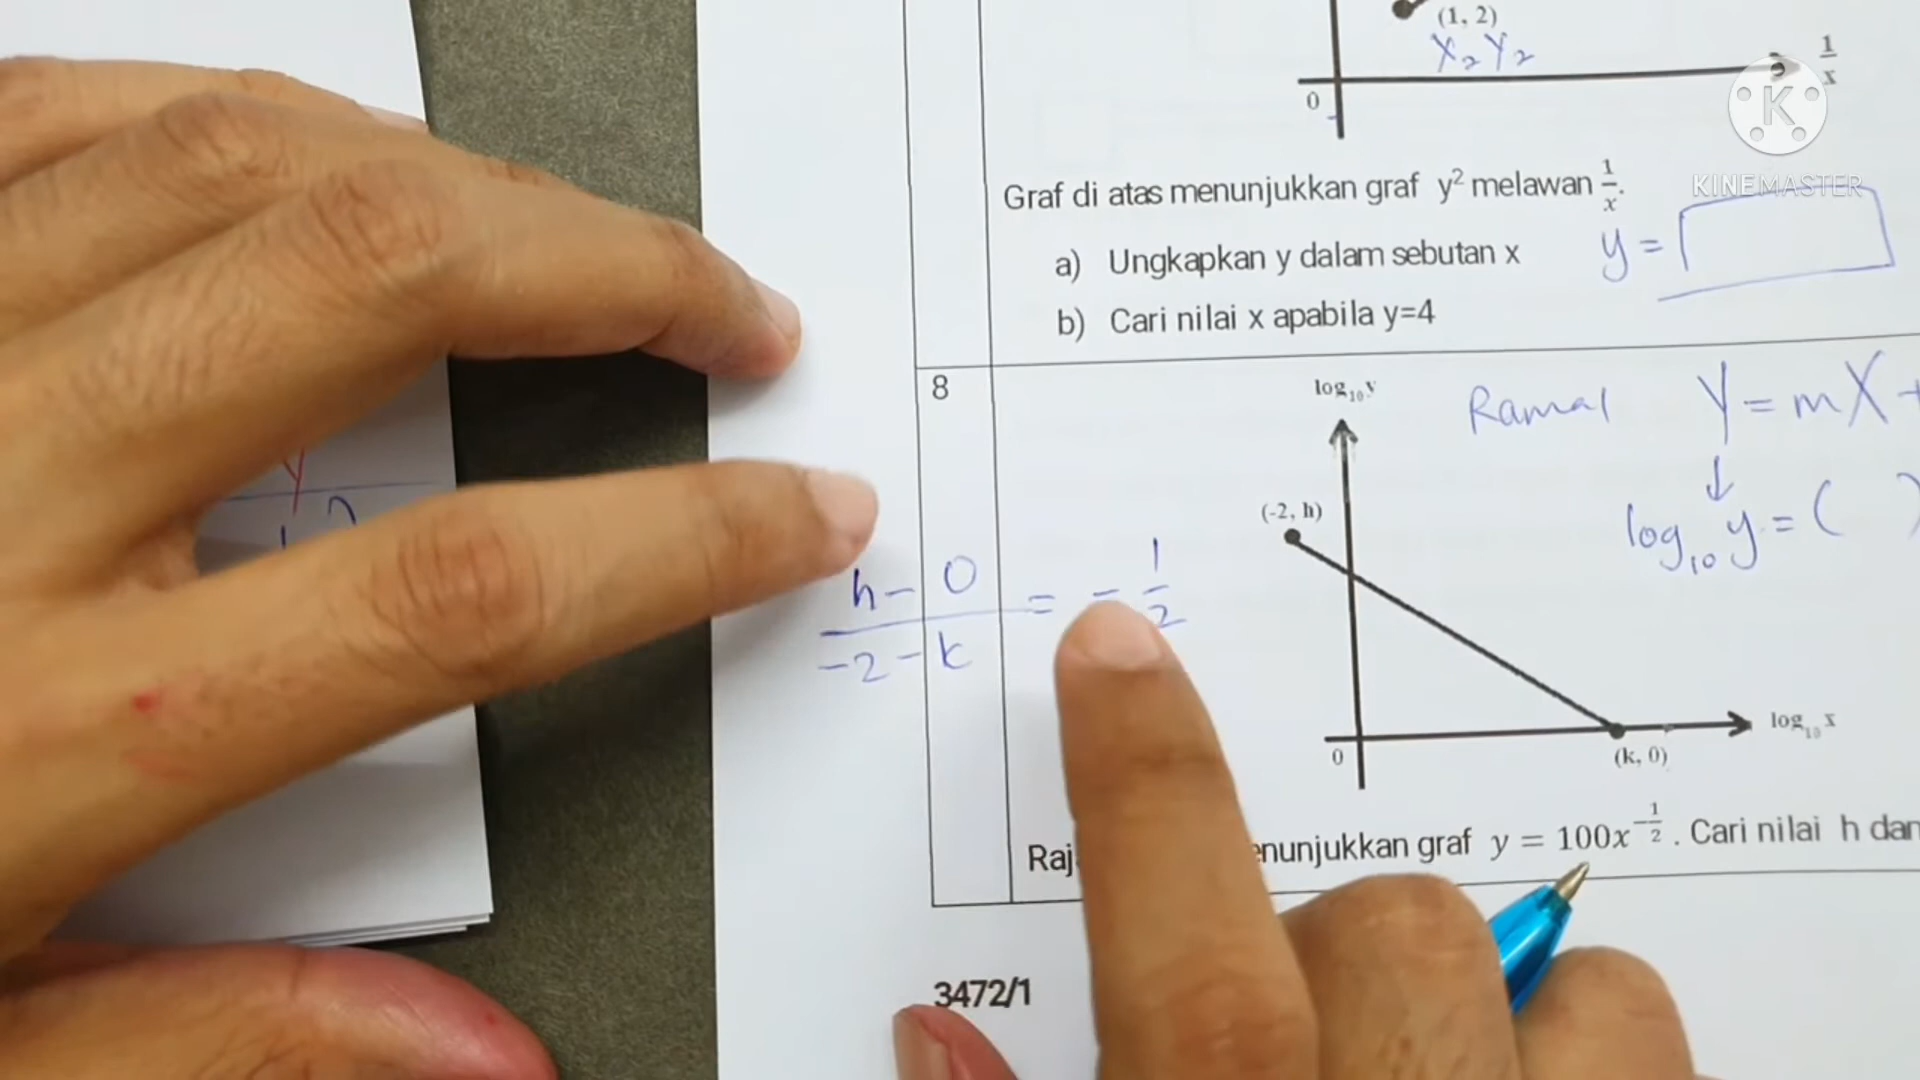 (1, 2)
X₂ Y₂
1/x
0
KINEMASTER
Graf di atas menunjukkan graf y² melawan 1/x.
a) Ungkapkan y dalam sebutan x
y =
b) Cari nilai x apabila y=4
8
log₁₀ y
Ramal Y = mX +
(-2, h)
log₁₀ y = ( )
h - 0 / -2 - k = - 1/2
log₁₀ x
0
(k, 0)
graf y = 100x^(-1/2). Cari nilai h dan
3472/1